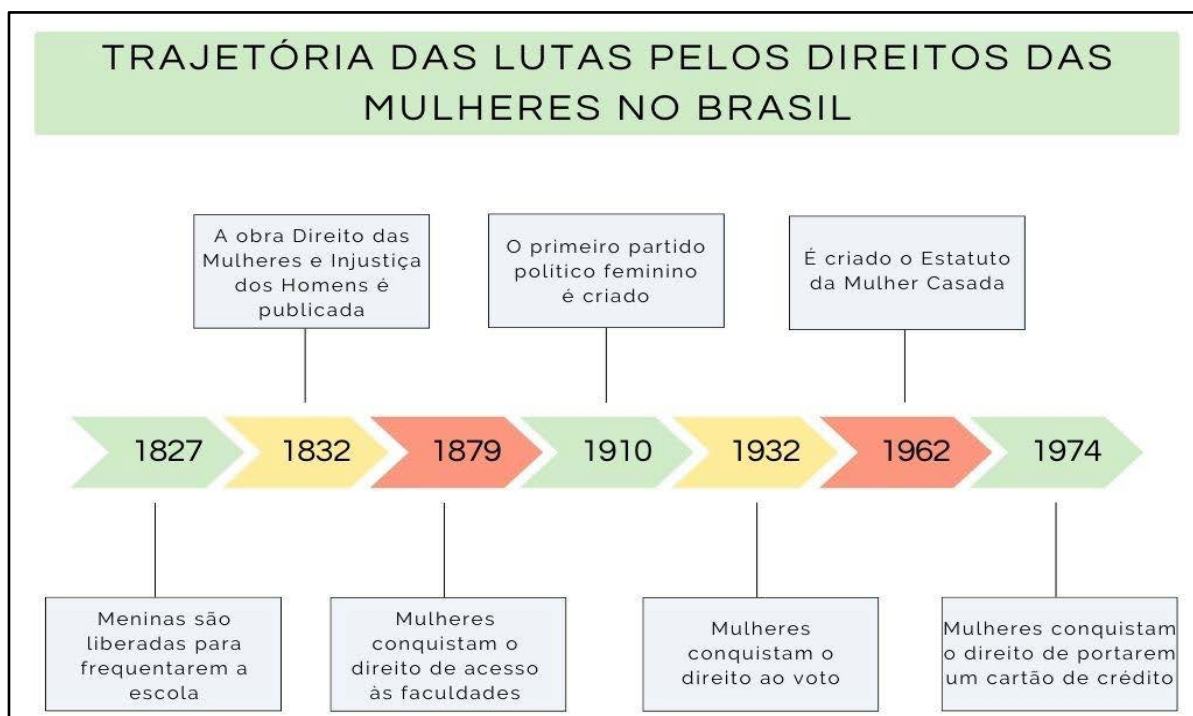 TRAJETÓRIA DAS LUTAS PELOS DIREITOS DAS
MULHERES NO BRASIL
A obra Direito das
Mulheres e Injustiça
dos Homens é
publicada
O primeiro partido
político feminino
é criado
É criado o Estatuto
da Mulher Casada
1827
1832
1879
1910
1932
1962
1974
Meninas são
liberadas para
frequentarem a
escola
Mulheres
conquistam o
direito de acesso
às faculdades
Mulheres
conquistam o
direito ao voto
Mulheres conquistam
o direito de portarem
um cartão de crédito